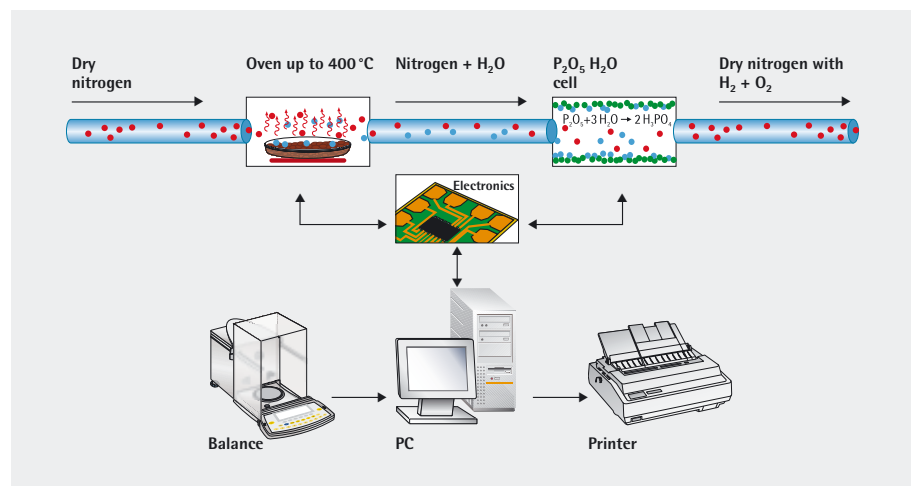 Dry
nitrogen
Oven up to 400 °C
Nitrogen + H₂O
P₂O₅ H₂O
cell
Dry nitrogen with
H₂ + O₂
P₂O₅+3 H₂O → 2 H₃PO₄
Electronics
Balance
PC
Printer